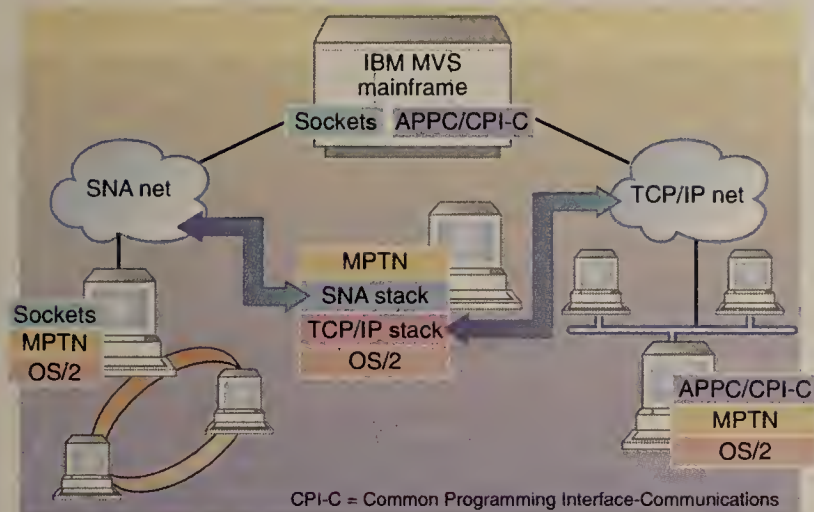 IBM MVS
mainframe
Sockets APPC/CPI-C
SNA net
TCP/IP net
MPTN
SNA stack
TCP/IP stack
OS/2
Sockets
MPTN
OS/2
APPC/CPI-C
MPTN
OS/2
CPI-C = Common Programming Interface-Communications